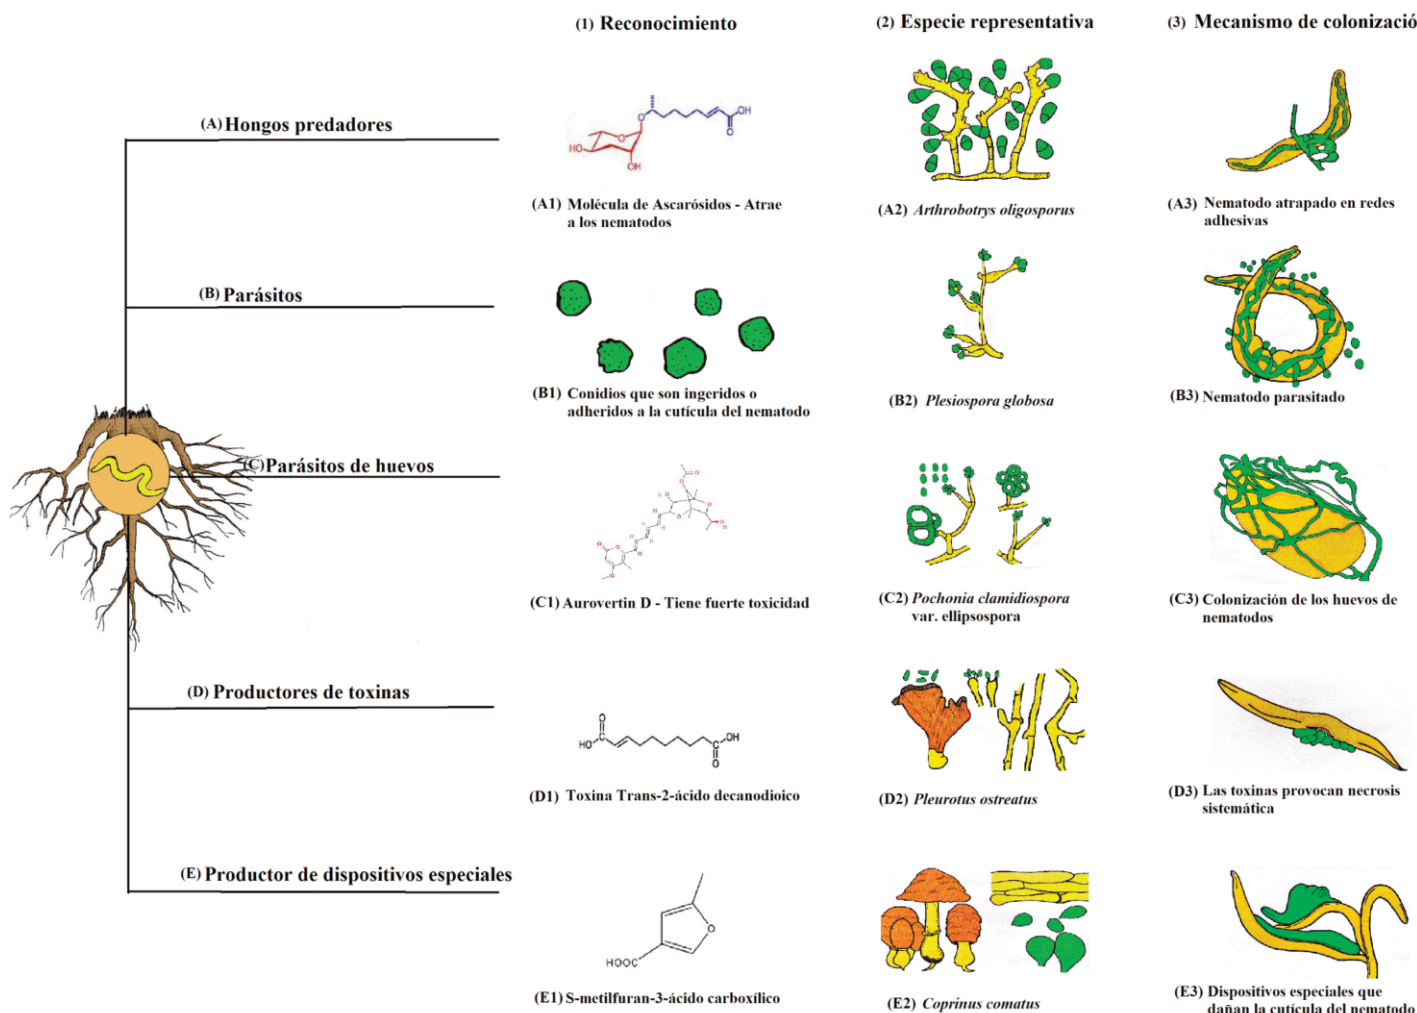 (1) Reconocimiento
(2) Especie representativa
(3) Mecanismo de colonizació
(A) Hongos predadores
OH
O
O
O
HO
OH
(A1) Molécula de Ascarósidos - Atrae
a los nematodos
(A2) Arthrobotrys oligosporus
(A3) Nematodo atrapado en redes
adhesivas
(B) Parásitos
(B1) Conidios que son ingeridos o
adheridos a la cutícula del nematodo
(B2) Plesiospora globosa
(B3) Nematodo parasitado
(C) Parásitos de huevos
(C1) Aurovertin D - Tiene fuerte toxicidad
(C2) Pochonia clamidiospora
var. ellipsospora
(C3) Colonización de los huevos de
nematodos
(D) Productores de toxinas
O
HO
C
C
OH
O
(D1) Toxina Trans-2-ácido decanodioico
(D2) Pleurotus ostreatus
(D3) Las toxinas provocan necrosis
sistemática
(E) Productor de dispositivos especiales
O
HOOC
(E1) S-metilfuran-3-ácido carboxílico
(E2) Coprinus comatus
(E3) Dispositivos especiales que
dañan la cutícula del nematodo